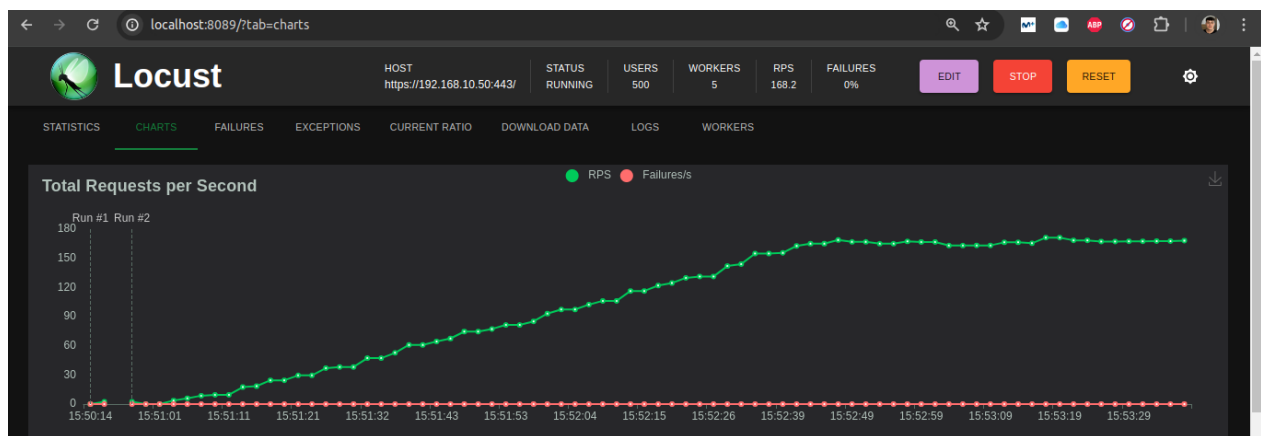 localhost:8089/?tab=charts
M+
ABP
Locust
HOST
https://192.168.10.50:443/
STATUS
RUNNING
USERS
500
WORKERS
5
RPS
168.2
FAILURES
0%
EDIT
STOP
RESET
STATISTICS CHARTS FAILURES EXCEPTIONS CURRENT RATIO DOWNLOAD DATA LOGS WORKERS
Total Requests per Second
RPS Failures/s
Run #1 Run #2
180
150
120
90
60
30
0
15:50:14 15:51:01 15:51:11 15:51:21 15:51:32 15:51:43 15:51:53 15:52:04 15:52:15 15:52:26 15:52:39 15:52:49 15:52:59 15:53:09 15:53:19 15:53:29